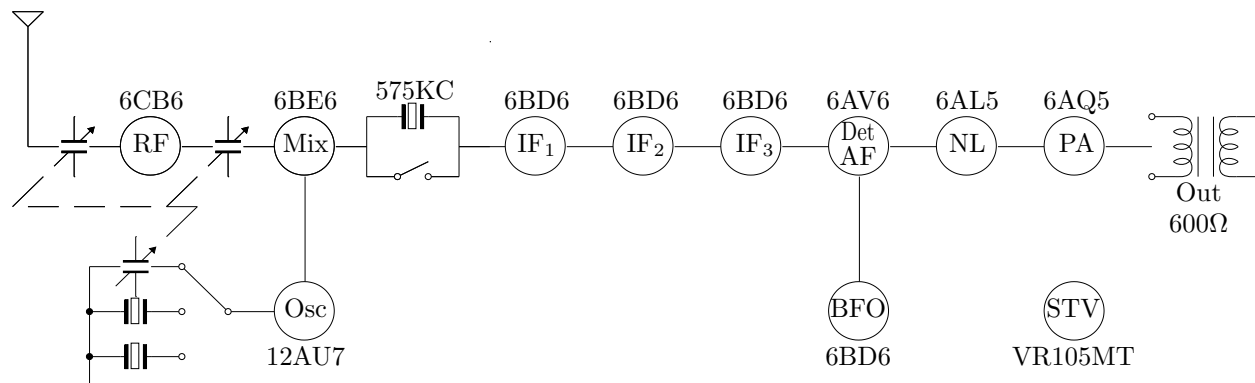 575KC
6CB6 6BE6 6BD6 6BD6 6BD6 6AV6 6AL5 6AQ5
RF Mix IF₁ IF₂ IF₃ Det AF NL PA
Out
600Ω
Osc BFO STV
12AU7 6BD6 VR105MT